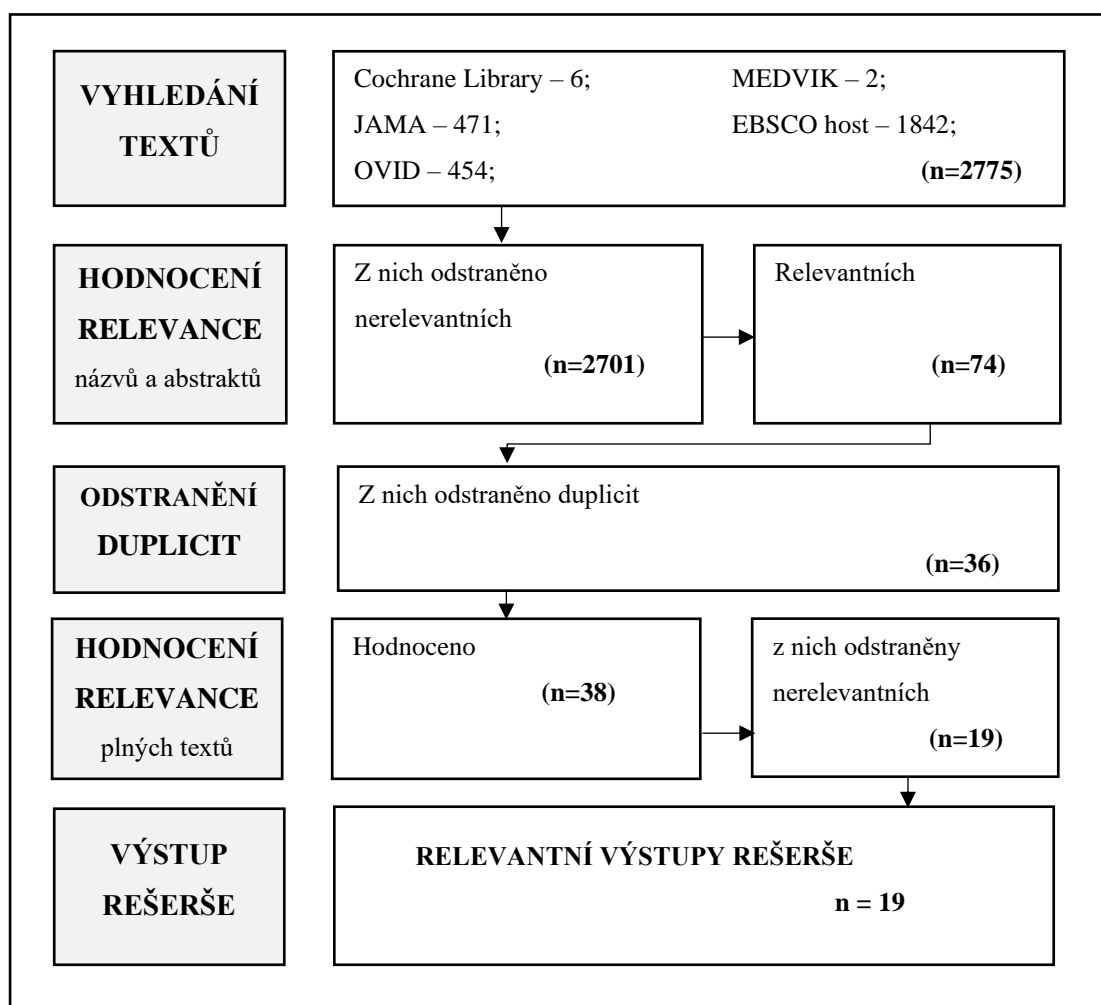 VYHLEDÁNÍ
TEXTŮ
Cochrane Library – 6;
MEDVIK – 2;
JAMA – 471;
EBSCO host – 1842;
OVID – 454;
(n=2775)
HODNOCENÍ
RELEVANCE
názvů a abstraktů
Z nich odstraněno
nerelevantních
(n=2701)
Relevantních
(n=74)
ODSTRANĚNÍ
DUPLICIT
Z nich odstraněno duplicit
(n=36)
HODNOCENÍ
RELEVANCE
plných textů
Hodnoceno
(n=38)
z nich odstraněny
nerelevantních
(n=19)
VÝSTUP
REŠERŠE
RELEVANTNÍ VÝSTUPY REŠERŠE
n = 19